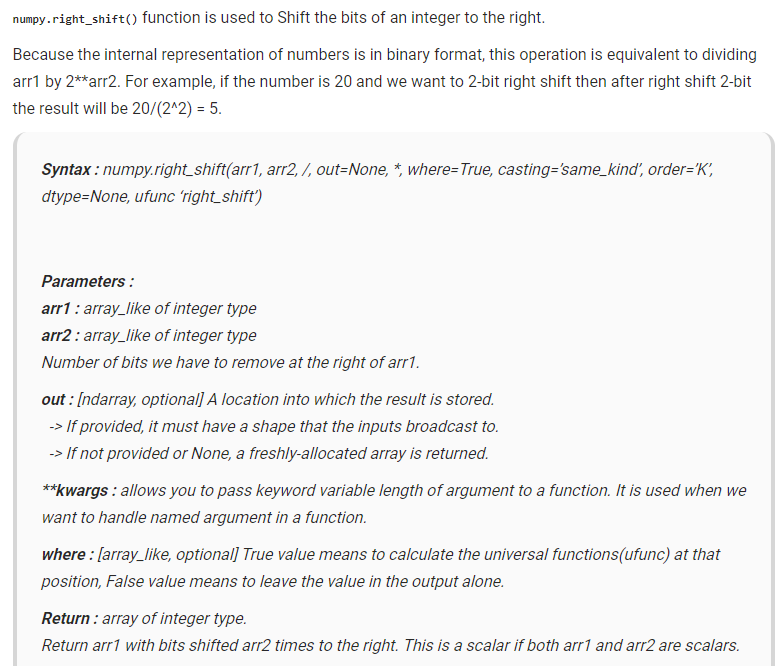 numpy.right_shift() function is used to Shift the bits of an integer to the right.
Because the internal representation of numbers is in binary format, this operation is equivalent to dividing
arr1 by 2**arr2. For example, if the number is 20 and we want to 2-bit right shift then after right shift 2-bit
the result will be 20/(2^2) = 5.
Syntax : numpy.right_shift(arr1, arr2, /, out=None, *, where=True, casting=’same_kind’, order=’K’,
dtype=None, ufunc ‘right_shift’)
Parameters :
arr1 : array_like of integer type
arr2 : array_like of integer type
Number of bits we have to remove at the right of arr1.
out : [ndarray, optional] A location into which the result is stored.
-> If provided, it must have a shape that the inputs broadcast to.
-> If not provided or None, a freshly-allocated array is returned.
**kwargs : allows you to pass keyword variable length of argument to a function. It is used when we
want to handle named argument in a function.
where : [array_like, optional] True value means to calculate the universal functions(ufunc) at that
position, False value means to leave the value in the output alone.
Return : array of integer type.
Return arr1 with bits shifted arr2 times to the right. This is a scalar if both arr1 and arr2 are scalars.